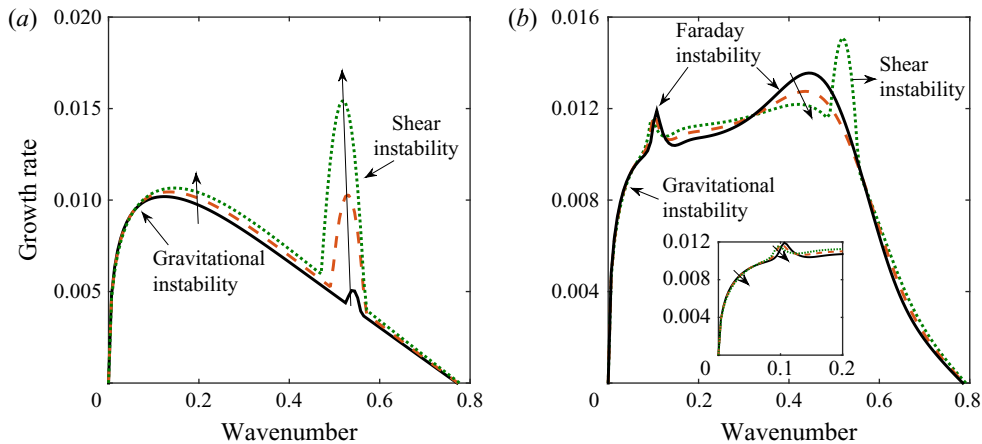 (a)
0.020
0.015
0.010
0.005
0
0.2
0.4
0.6
0.8
Growth rate
Wavenumber
Shear
instability
Gravitational
instability
(b)
0.016
0.012
0.008
0.004
0
0.2
0.4
0.6
0.8
Wavenumber
Faraday
instability
Shear
instability
Gravitational
instability
0.012
0.008
0.004
0
0.1
0.2